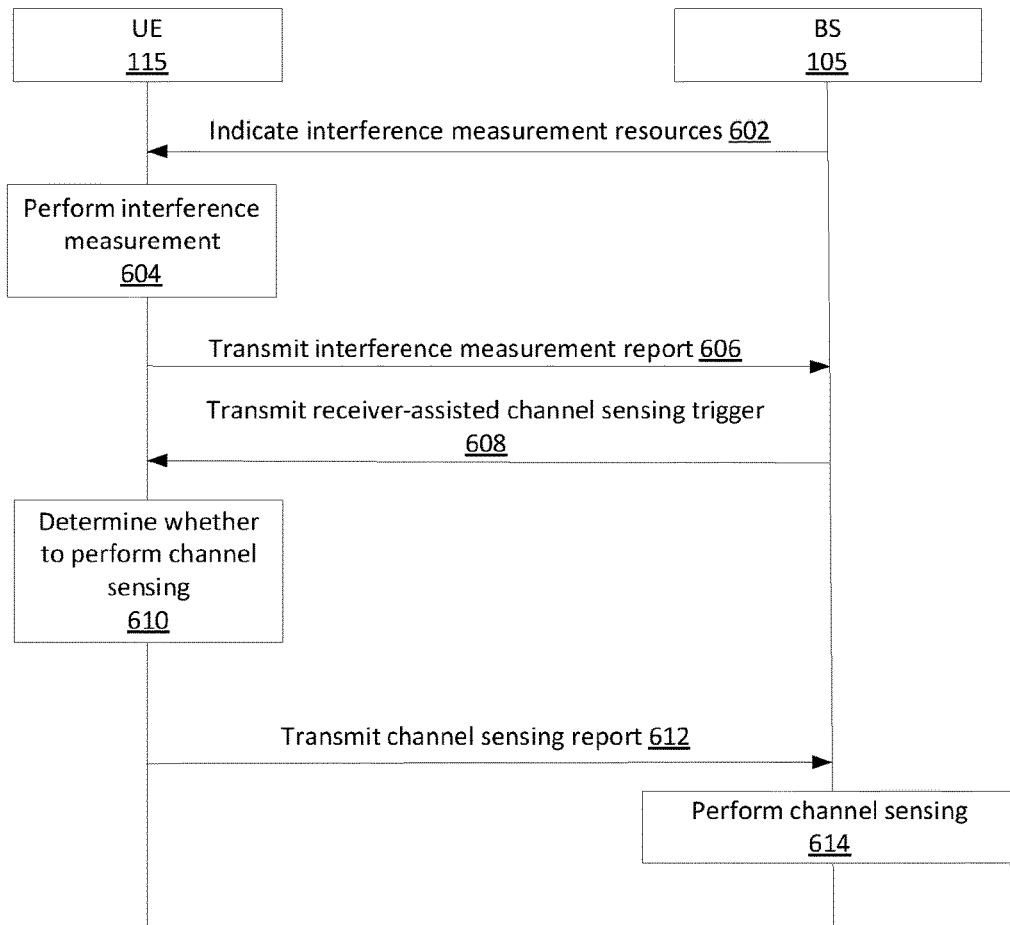 UE
115
BS
105
Indicate interference measurement resources 602
Perform interference
measurement
604
Transmit interference measurement report 606
Transmit receiver-assisted channel sensing trigger
608
Determine whether
to perform channel
sensing
610
Transmit channel sensing report 612
Perform channel sensing
614